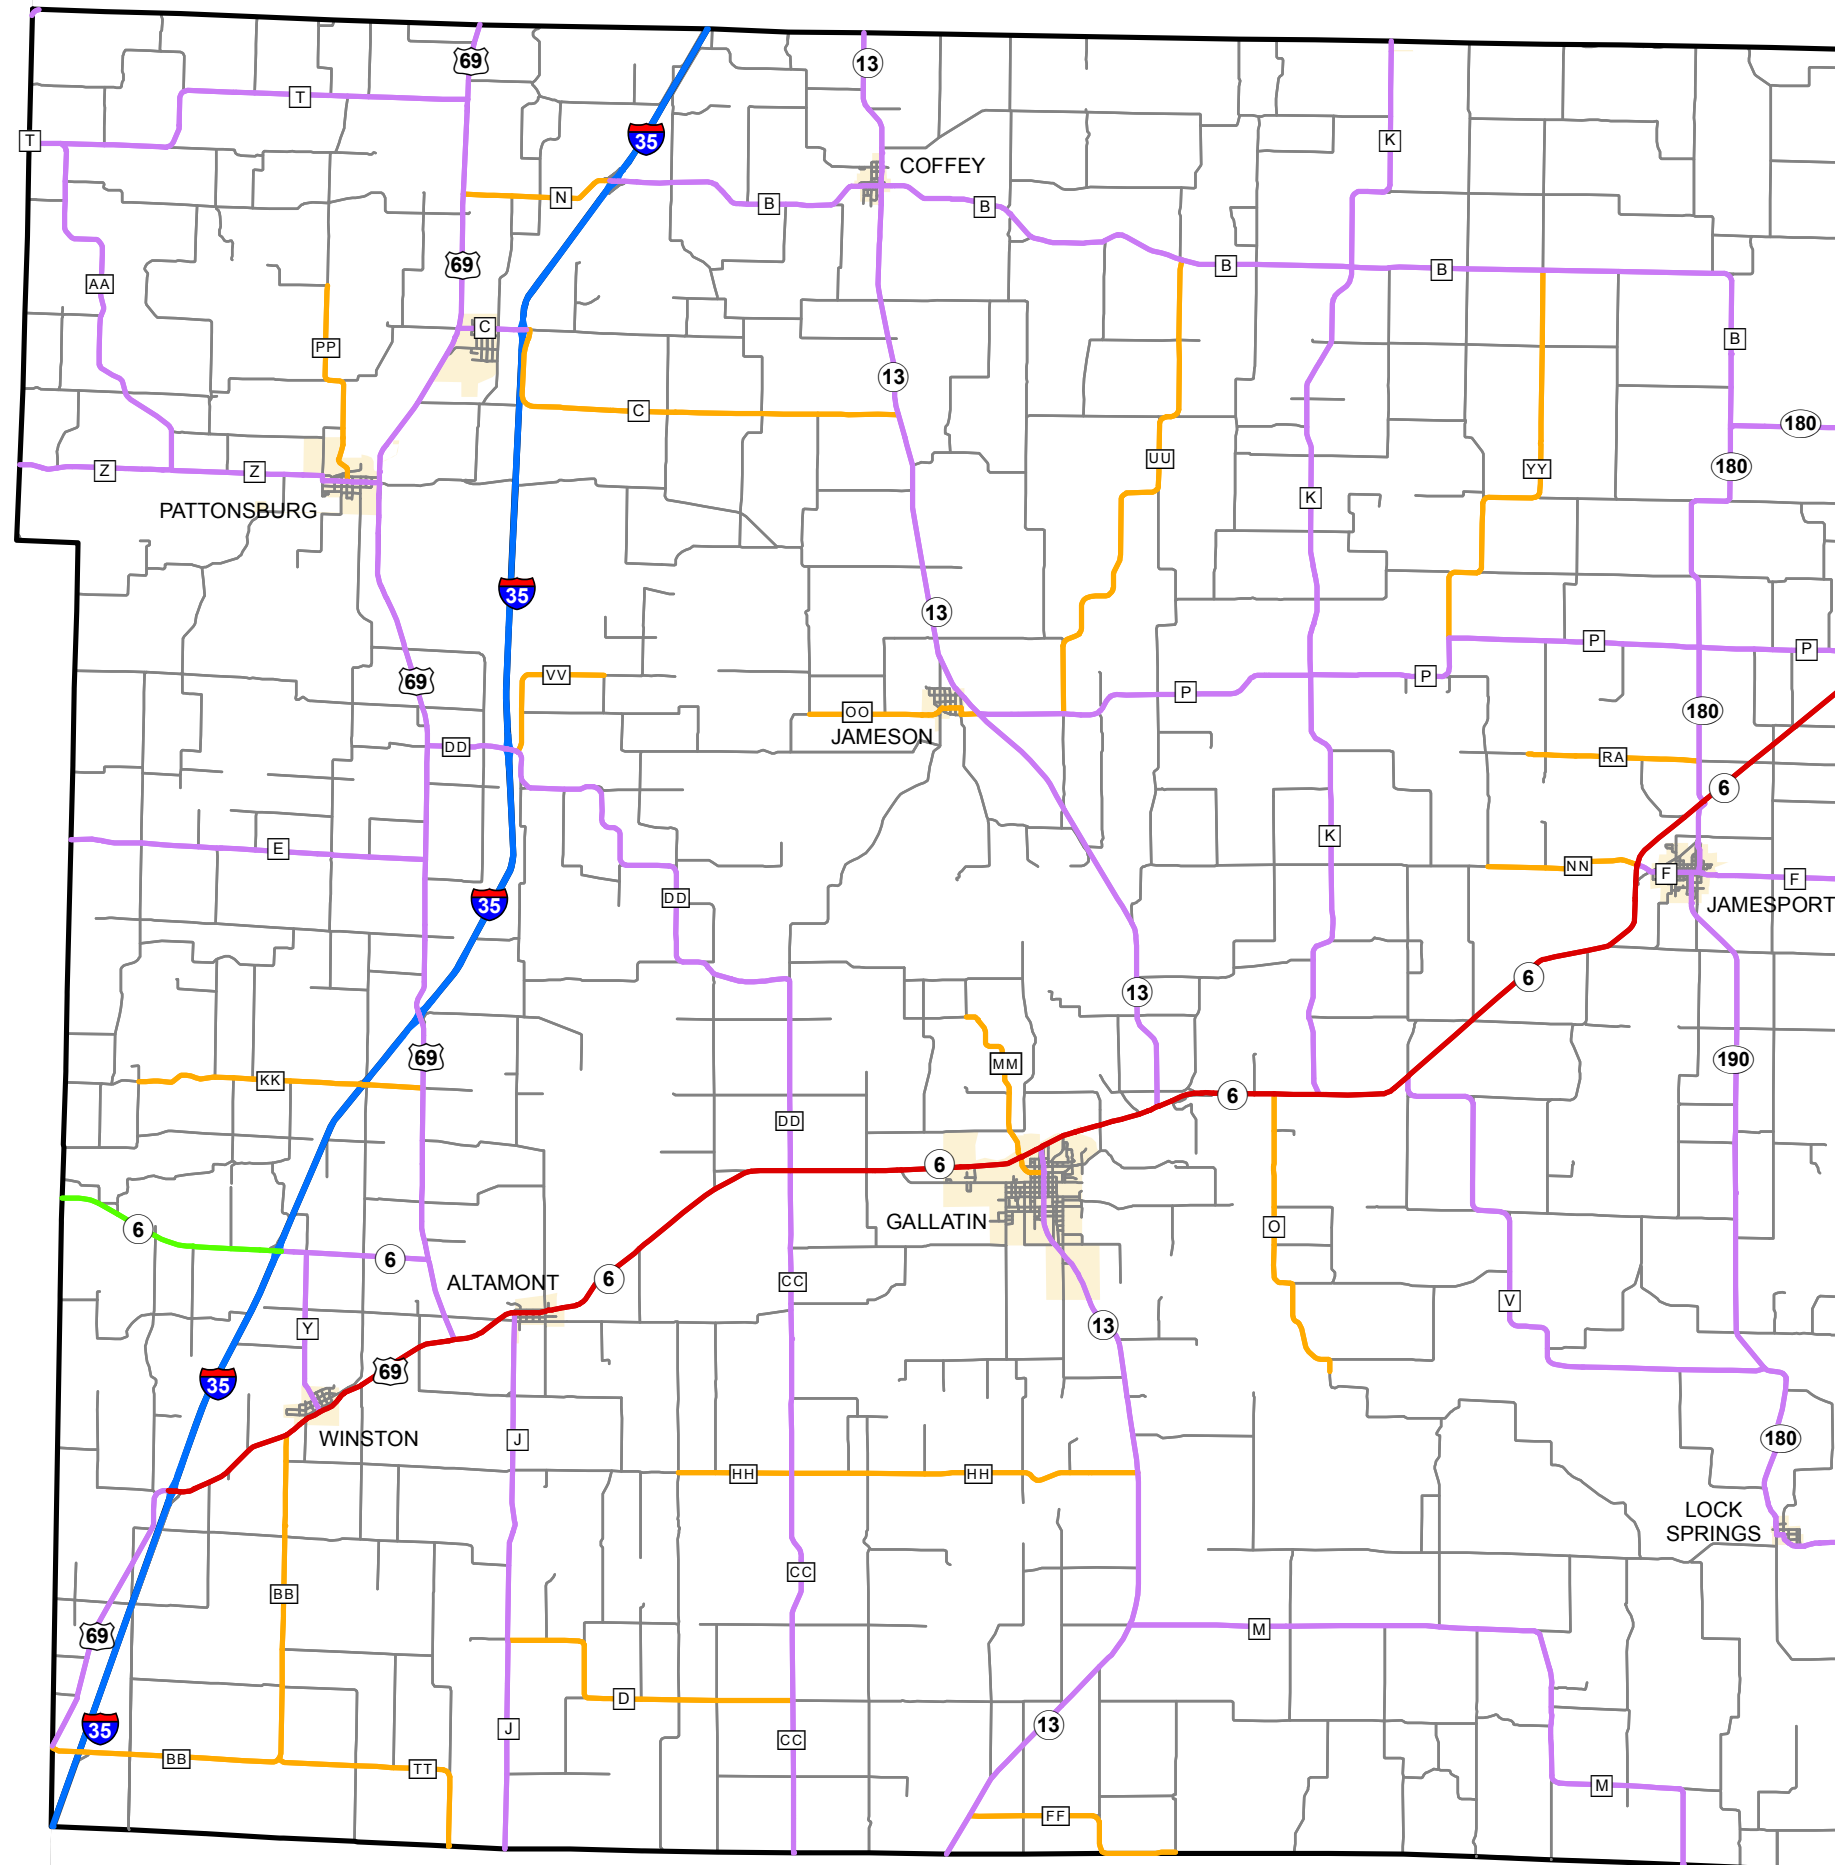 69
13
T
T
35
K
COFFEY
N
B
B
69
B
B
AA
C
PP
B
13
C
180
UU
Z
Z
YY
180
K
PATTONSBURG
35
13
P
P
69
VV
P
P
OO
180
JAMESON
DD
RA
6
K
E
NN
F
F
DD
35
JAMESPORT
6
13
69
MM
190
KK
6
DD
6
GALLATIN
6
O
6
ALTAMONT
6
CC
V
13
Y
69
35
WINSTON
J
180
HH
HH
LOCK
SPRINGS
CC
BB
M
69
D
13
35
J
CC
BB
TT
M
FF